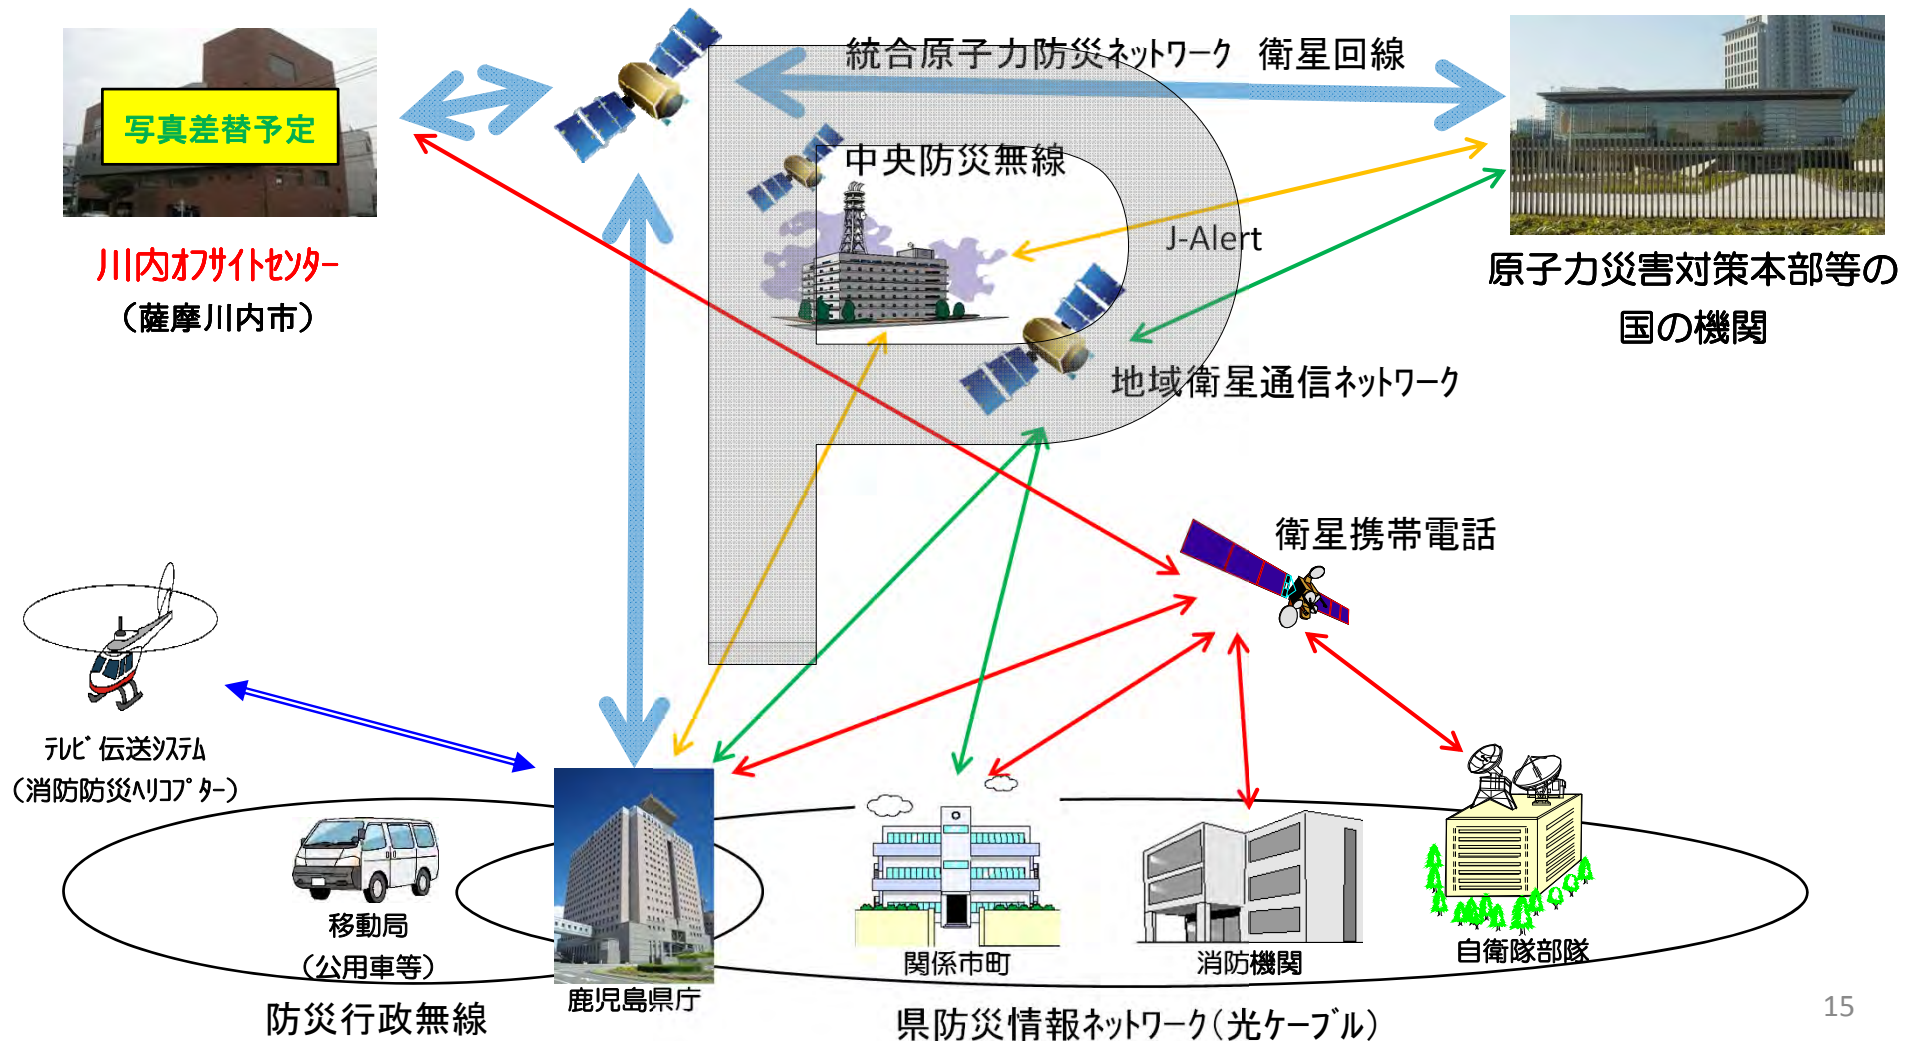 統合原子力防災ネットワーク　衛星回線
写真差替予定
中央防災無線
J-Alert
川内オフサイトセンター
（薩摩川内市）
原子力災害対策本部等の
国の機関
地域衛星通信ネットワーク
衛星携帯電話
テレビ伝送システム
（消防防災ヘリコプター）
移動局
（公用車等）
防災行政無線
鹿児島県庁
関係市町
消防機関
自衛隊部隊
県防災情報ネットワーク（光ケーブル）
P
15